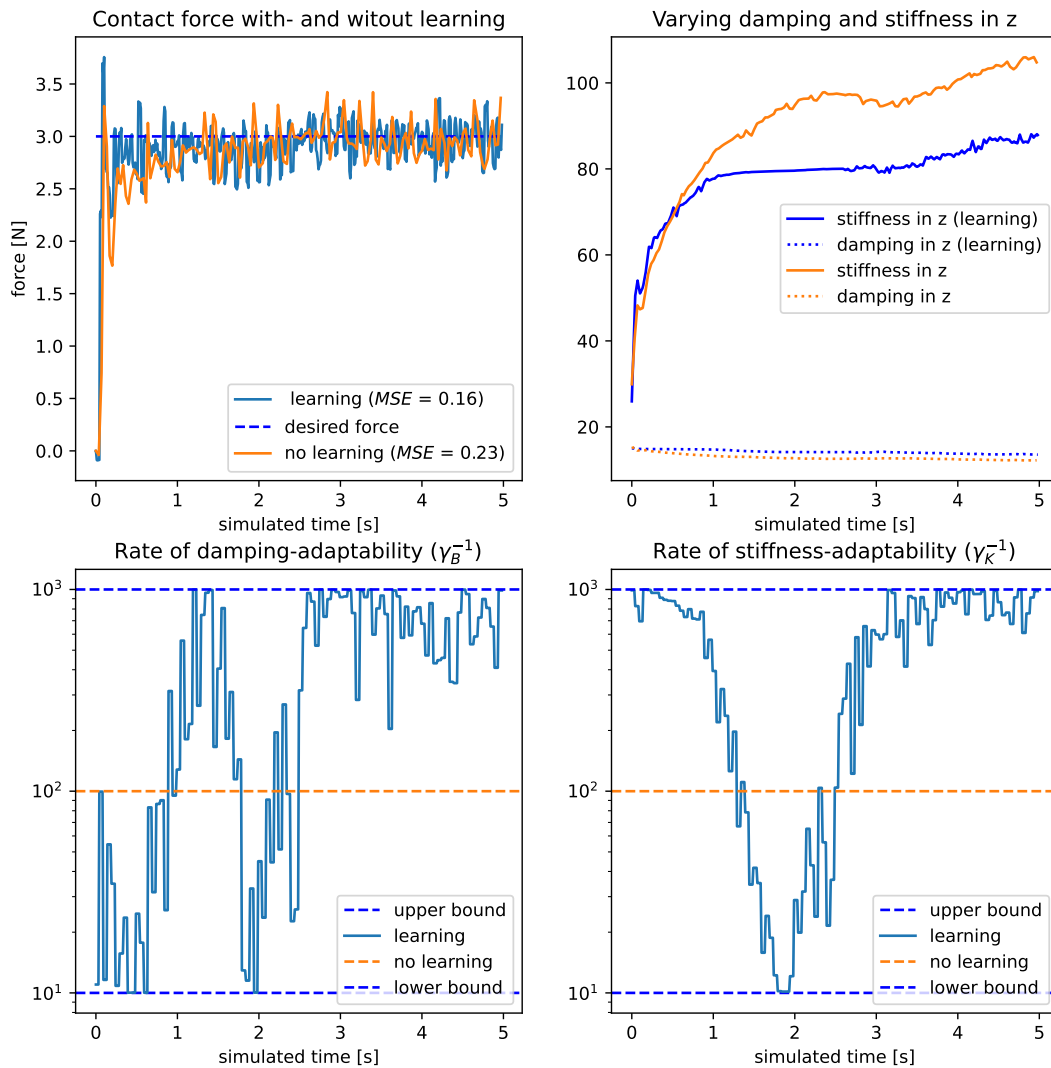 Contact force with- and witout learning
force [N]
3.5
3.0
2.5
2.0
1.5
1.0
0.5
0.0
learning (MSE = 0.16)
desired force
no learning (MSE = 0.23)
0 1 2 3 4 5
simulated time [s]
Varying damping and stiffness in z
100
80
60
40
20
stiffness in z (learning)
damping in z (learning)
stiffness in z
damping in z
0 1 2 3 4 5
simulated time [s]
Rate of damping-adaptability (γ_B^{-1})
10^3
10^2
10^1
upper bound
learning
no learning
lower bound
0 1 2 3 4 5
simulated time [s]
Rate of stiffness-adaptability (γ_K^{-1})
10^3
10^2
10^1
upper bound
learning
no learning
lower bound
0 1 2 3 4 5
simulated time [s]